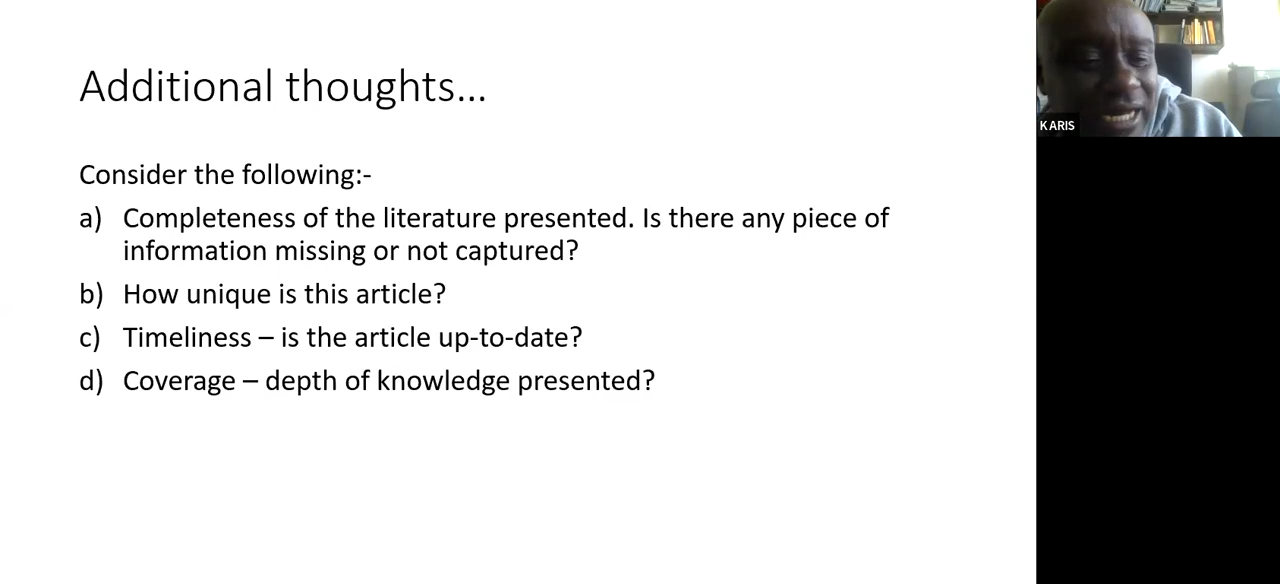 Additional thoughts...
Consider the following:-
a) Completeness of the literature presented. Is there any piece of
information missing or not captured?
b) How unique is this article?
c) Timeliness – is the article up-to-date?
d) Coverage – depth of knowledge presented?
KARIS